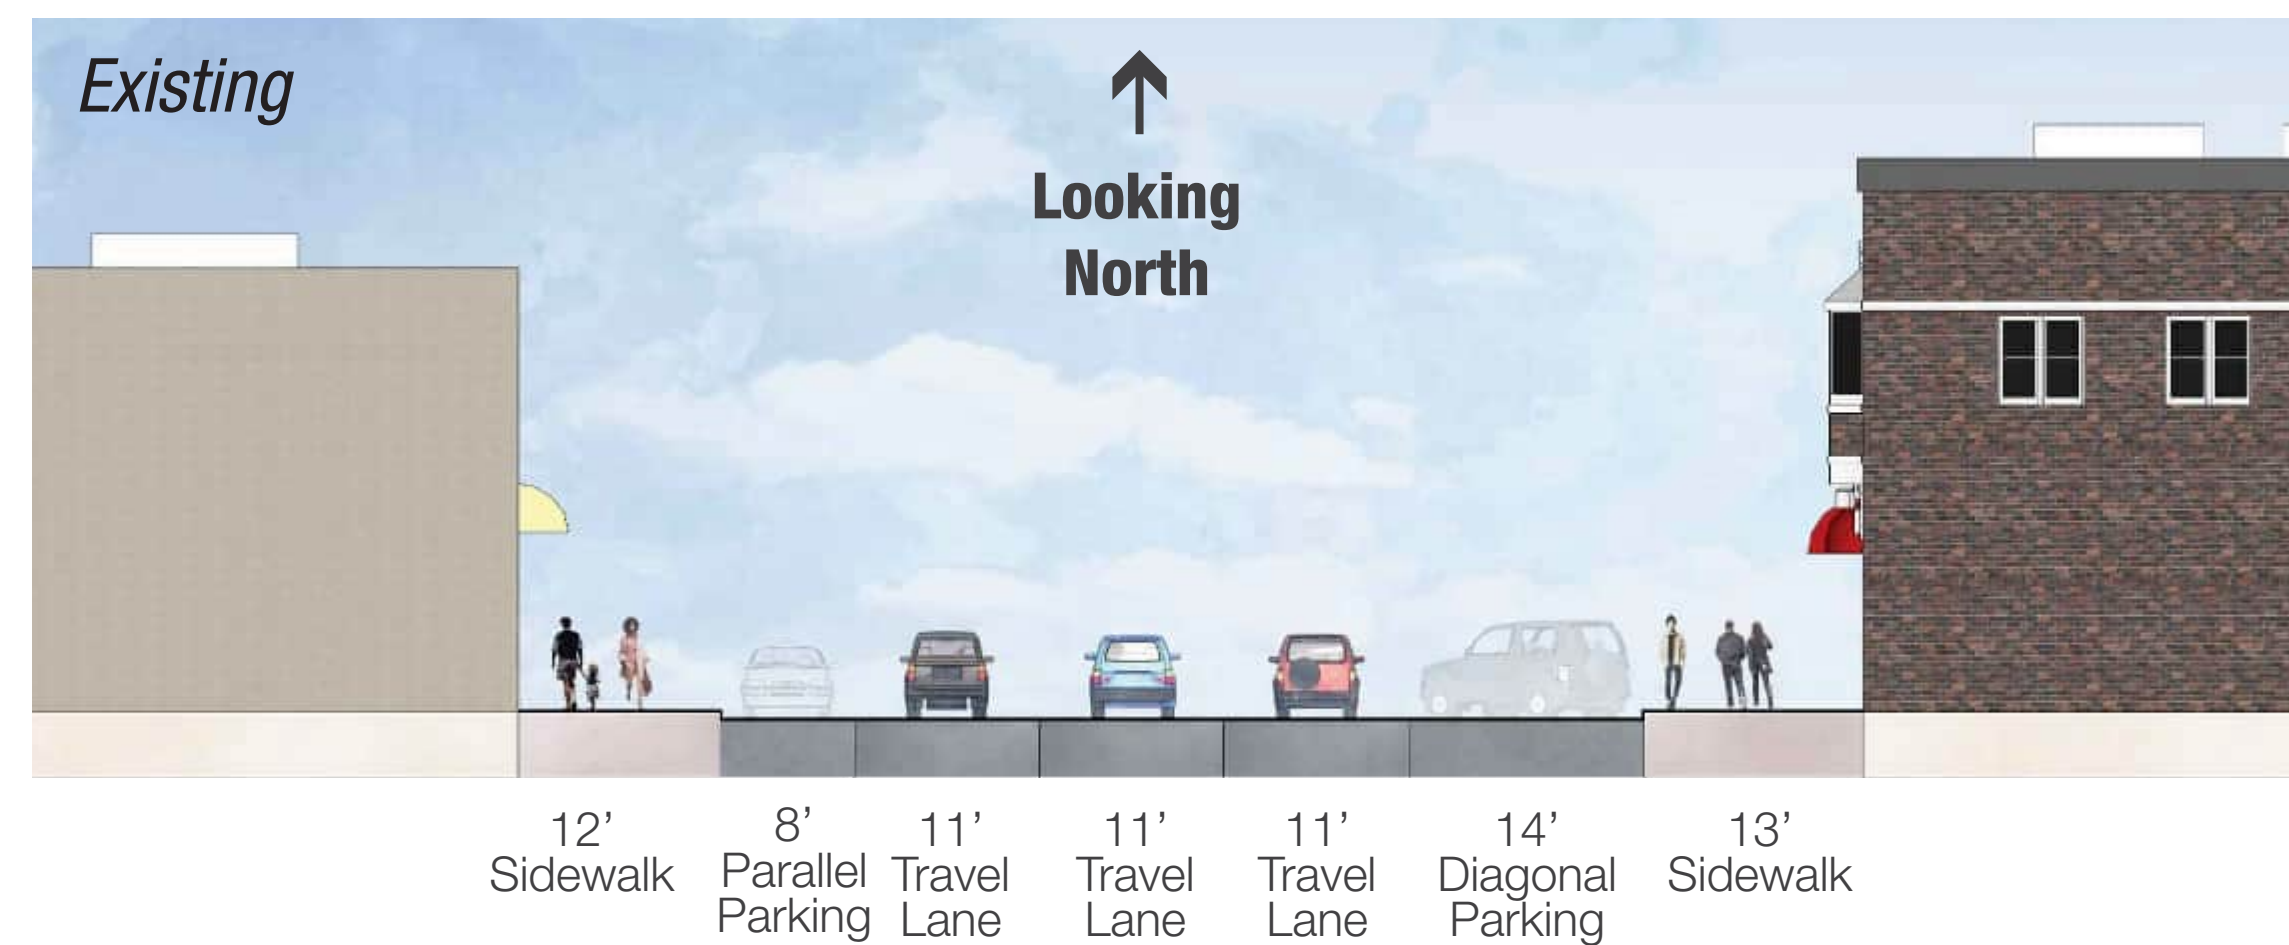 Existing
Looking
North
12’
Sidewalk
8’
Parallel
Parking
11’
Travel
Lane
11’
Travel
Lane
11’
Travel
Lane
14’
Diagonal
Parking
13’
Sidewalk